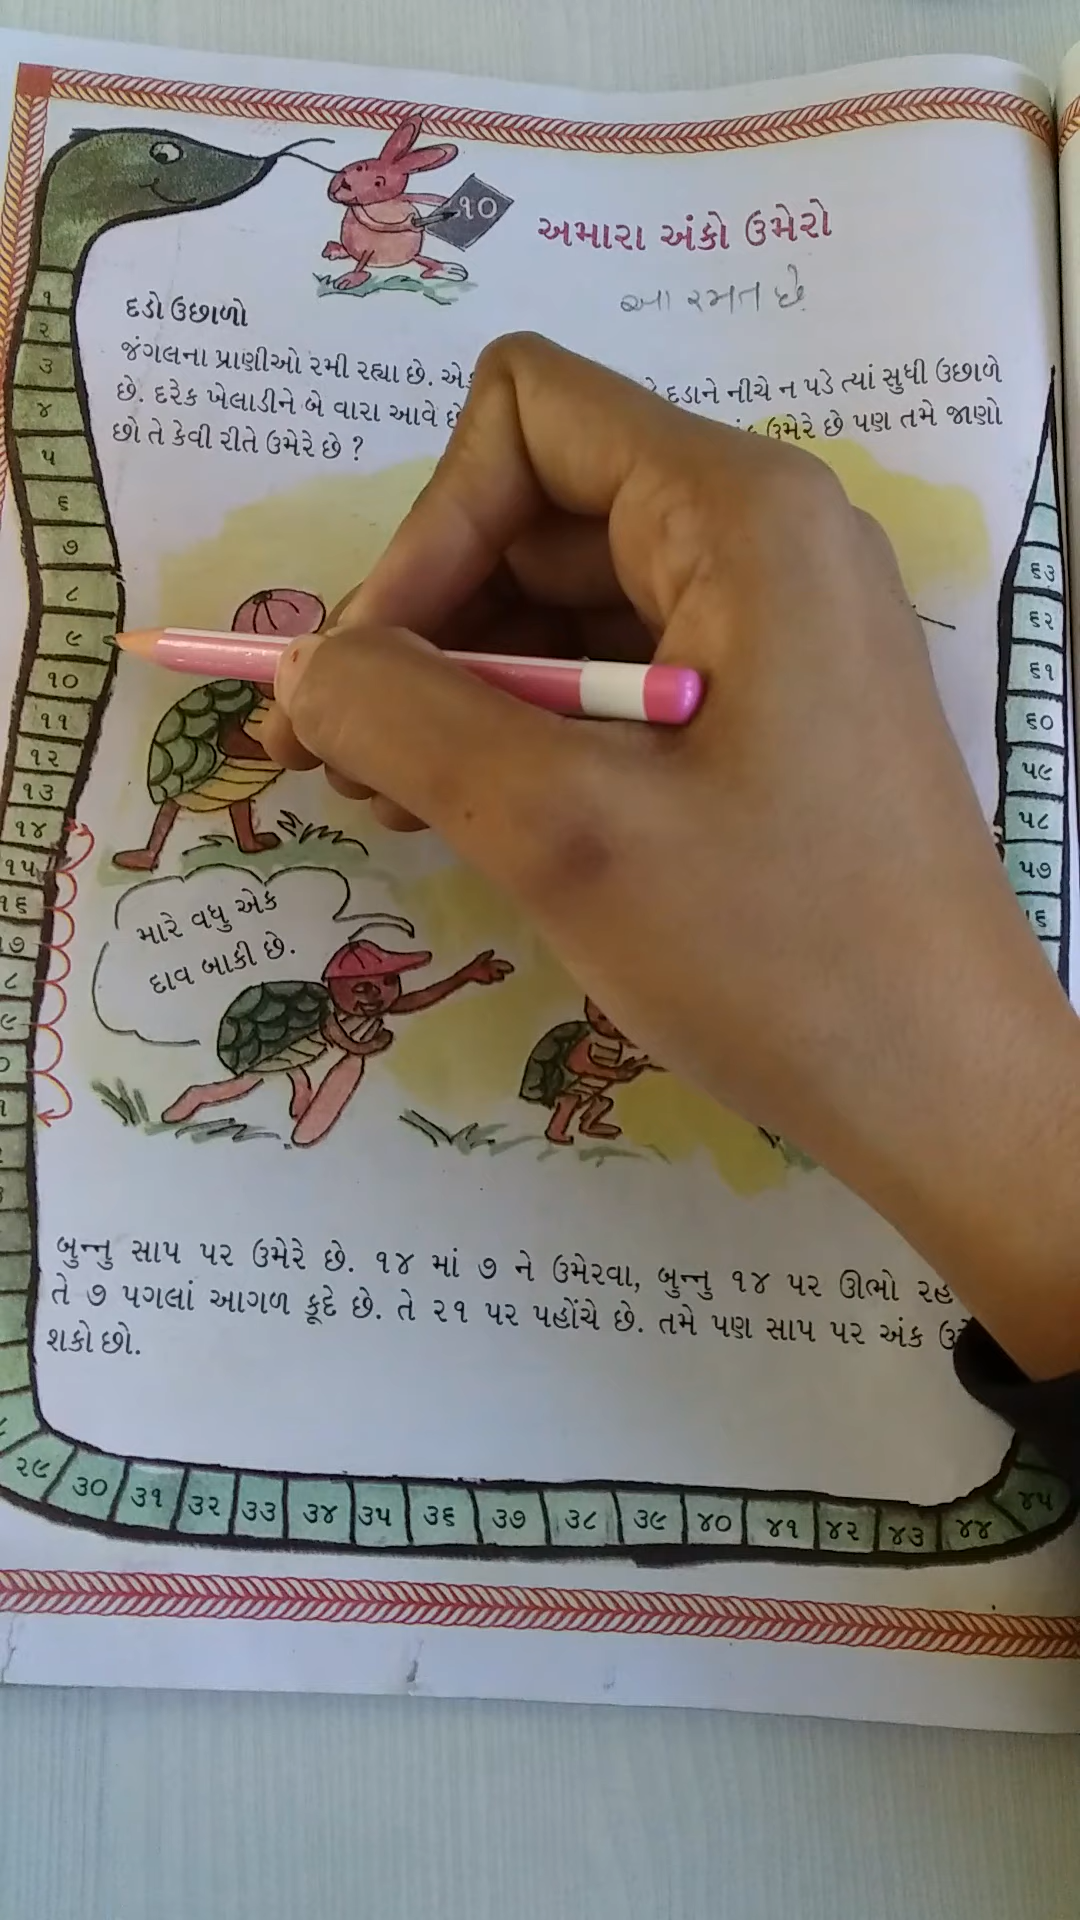 ૧૦
અમારા અંકો ઉમેરો
આ રમત છે
દડો ઉછાળો
જંગલના પ્રાણીઓ રમી રહ્યા છે. દડાને નીચે ન પડે ત્યાં સુધી ઉછાળે
છે. દરેક ખેલાડીને બે વારા આવે ઉમેરે છે પણ તમે જાણો
છો તે કેવી રીતે ઉમેરે છે ?
૧
૨
૩
૪
૫
૬
૭
૮
૯
૧૦
૧૧
૧૨
૧૩
૧૪
૧૫
૧૬
મારે વધુ એક
દાવ બાકી છે.
બુન્નુ સાપ પર ઉમેરે છે. ૧૪ માં ૭ ને ઉમેરવા, બુન્નુ ૧૪ પર ઊભો
તે ૭ પગલાં આગળ કૂદે છે. તે ૨૧ પર પહોંચે છે. તમે પણ સાપ પર અંક
શકો છો.
૨૯ ૩૦ ૩૧ ૩૨ ૩૩ ૩૪ ૩૫ ૩૬ ૩૭ ૩૮ ૩૯ ૪૦ ૪૧ ૪૨ ૪૩ ૪૪ ૪૫
૬૩
૬૨
૬૧
૬૦
૫૯
૫૮
૫૭